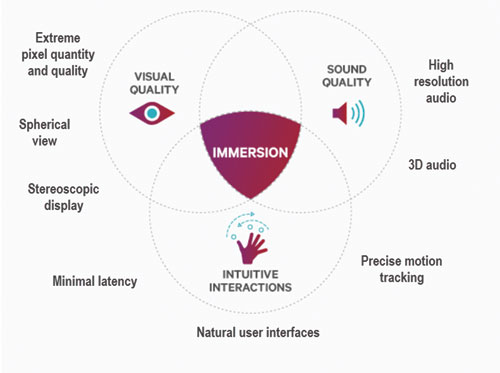 Extreme
pixel quantity
and quality
VISUAL
QUALITY
SOUND
QUALITY
High
resolution
audio
Spherical
view
IMMERSION
3D audio
Stereoscopic
display
Minimal latency
INTUITIVE
INTERACTIONS
Precise motion
tracking
Natural user interfaces